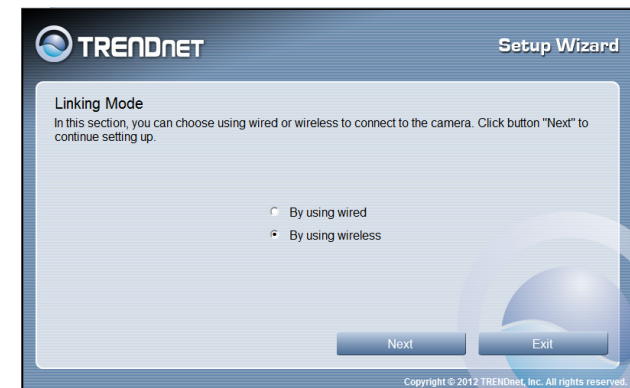 TRENDNET
Setup Wizard
Linking Mode
In this section, you can choose using wired or wireless to connect to the camera. Click button "Next" to
continue setting up.
By using wired
By using wireless
Next
Exit
Copyright © 2012 TRENDnet, Inc. All rights reserved.